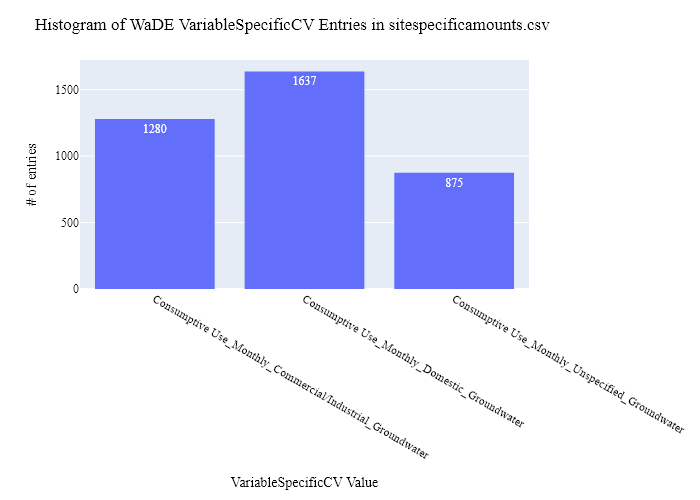 Histogram of WaDE VariableSpecificCV Entries in sitespecificamounts.csv
1500
1000
500
0
# of entries
1280
1637
875
Consumptive Use_Monthly_Commercial/Industrial_Groundwater
Consumptive Use_Monthly_Domestic_Groundwater
Consumptive Use_Monthly_Unspecified_Groundwater
VariableSpecificCV Value